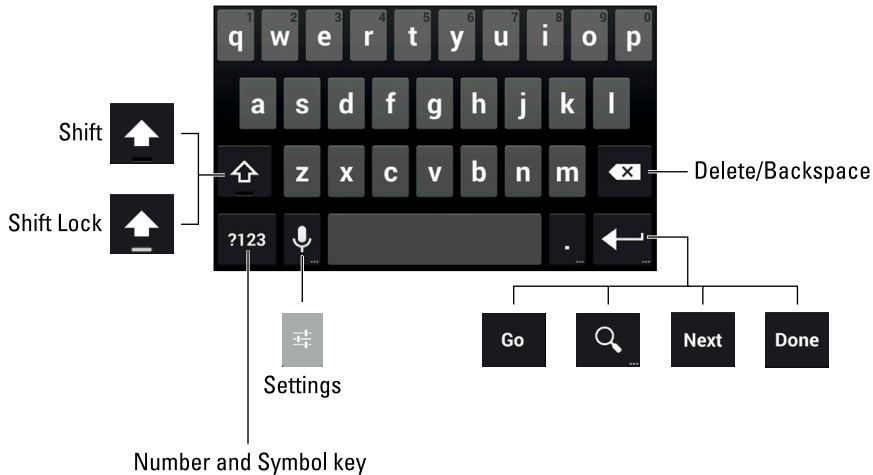 1 2 3 4 5 6 7 8 9 0
q w e r t y u i o p
a s d f g h j k l
Shift
z x c v b n m
Delete/Backspace
Shift Lock
?123 . 
Go Next Done
Settings
Number and Symbol key